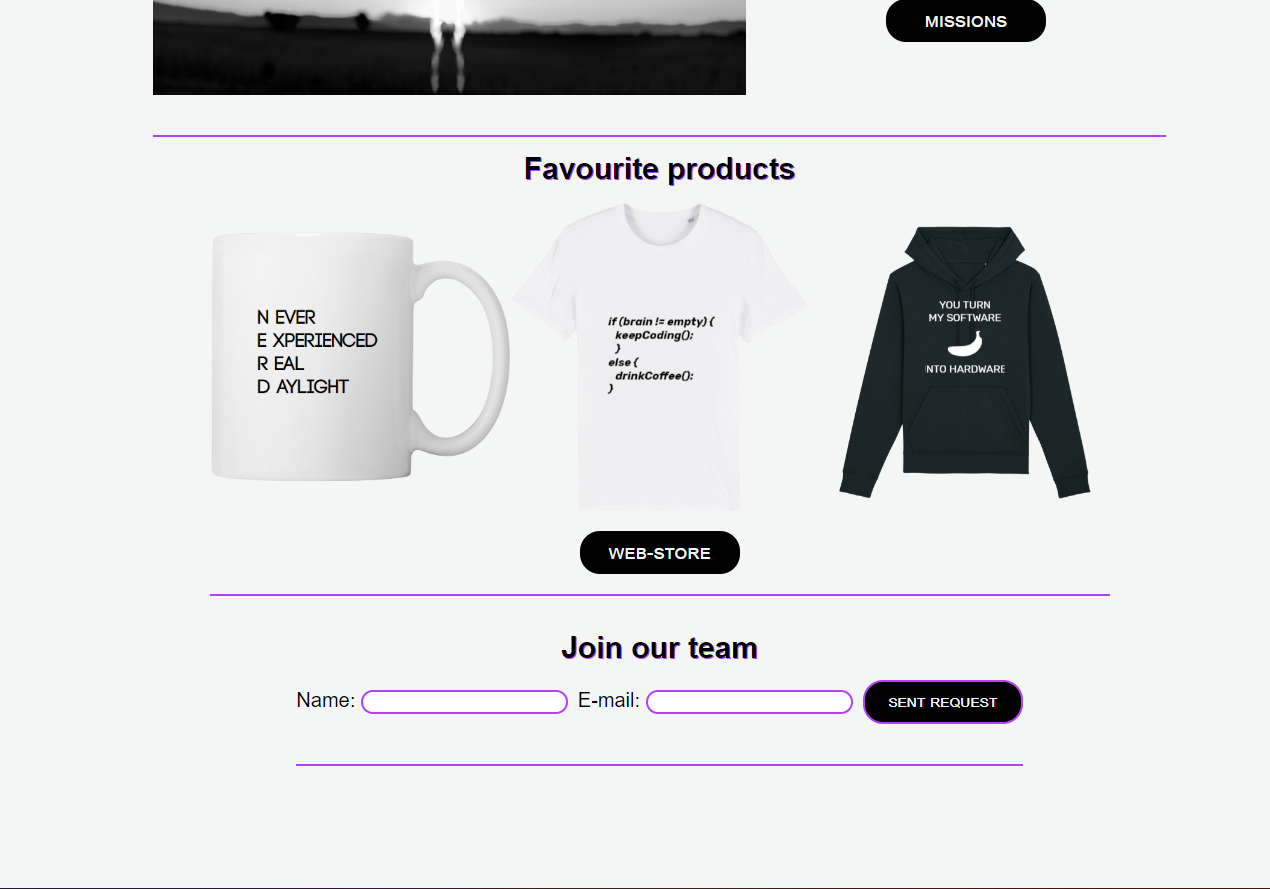 MISSIONS
Favourite products
N EVER
E XPERIENCED
R EAL
D AYLIGHT
if (brain != empty) {
keepCoding();
}
else {
drinkCoffee();
}
YOU TURN
MY SOFTWARE
INTO HARDWARE
WEB-STORE
Join our team
Name:
E-mail:
SENT REQUEST